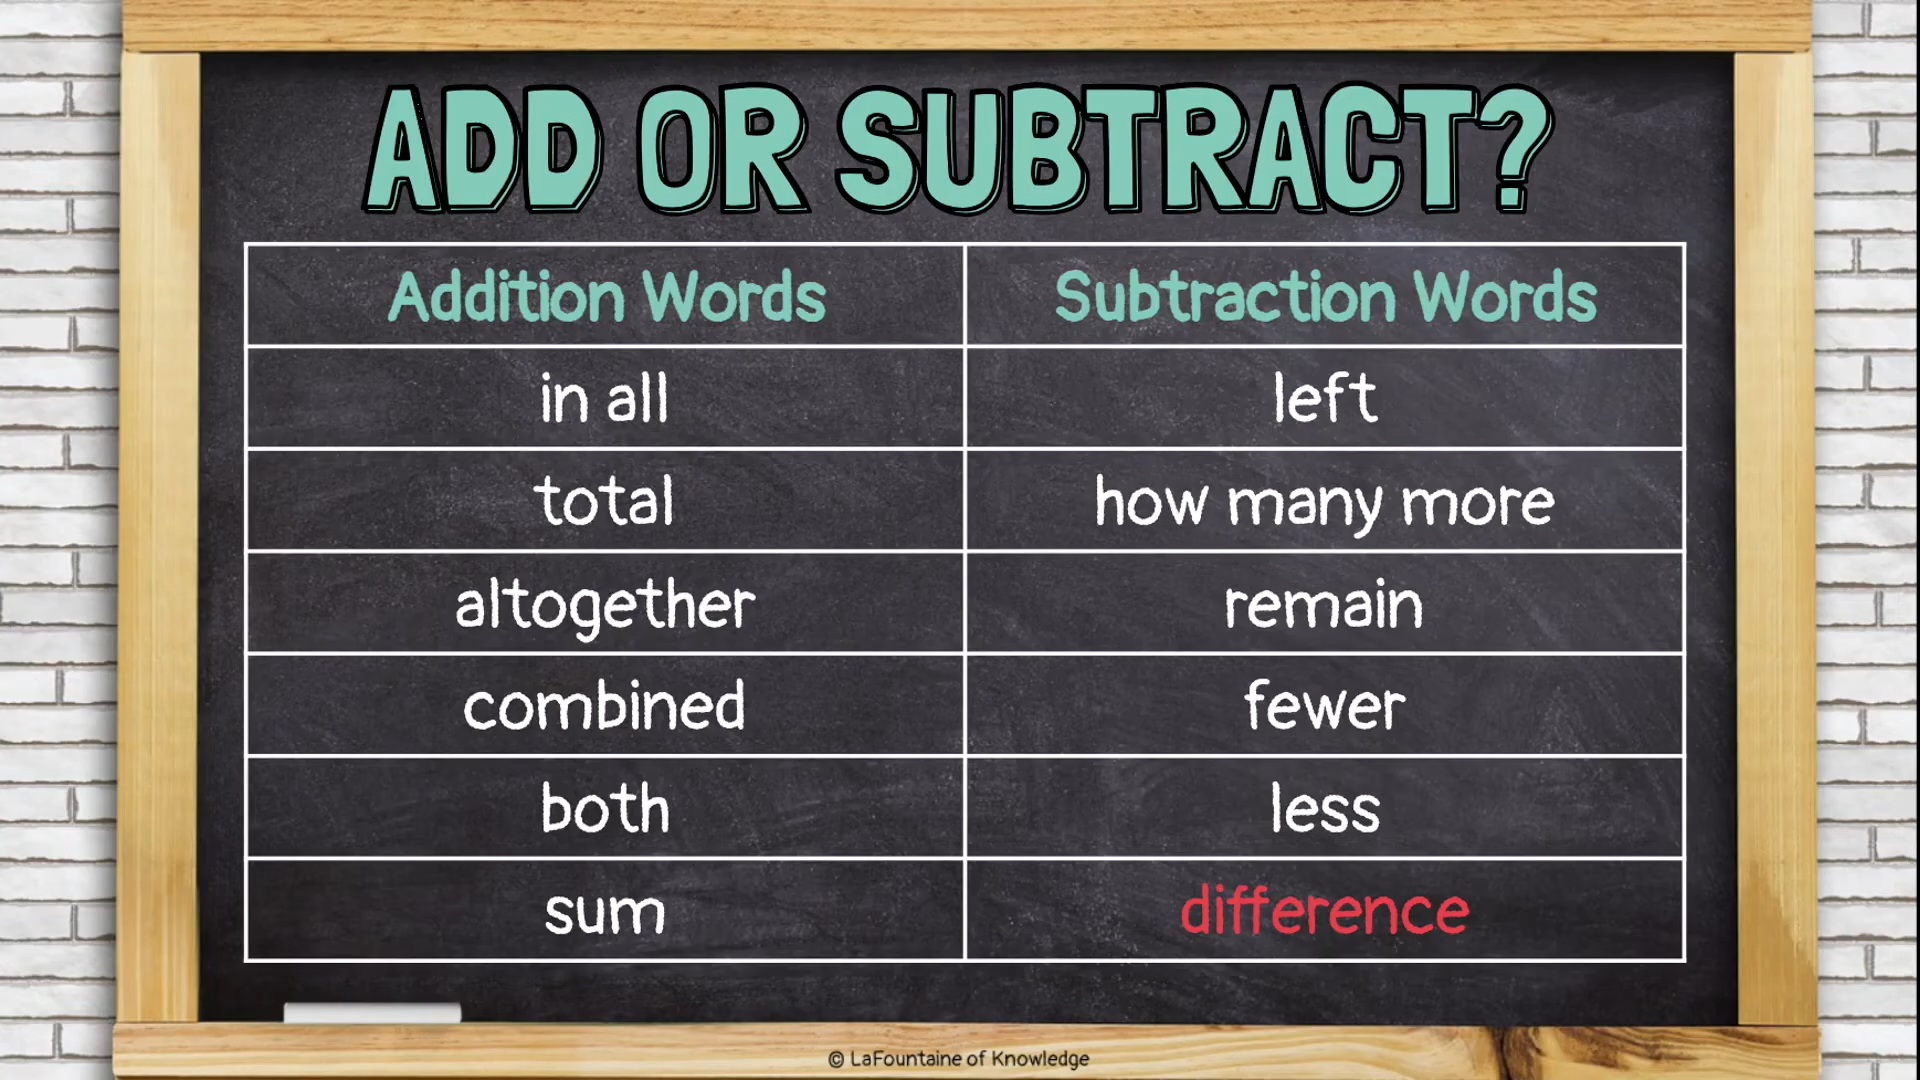 ADD OR SUBTRACT?
Addition Words
Subtraction Words
in all
left
total
how many more
altogether
remain
combined
fewer
both
less
sum
difference
© LaFountaine of Knowledge